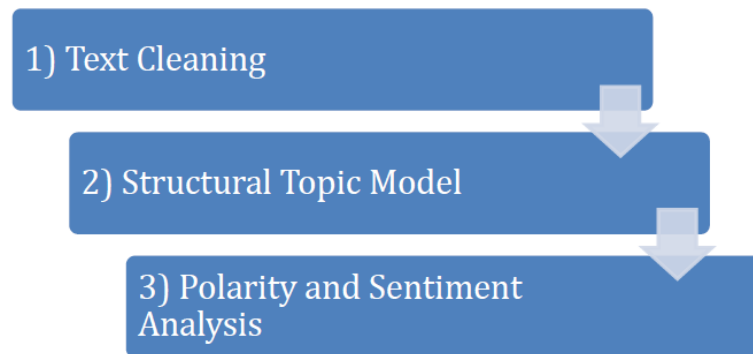 1) Text Cleaning
2) Structural Topic Model
3) Polarity and Sentiment
Analysis